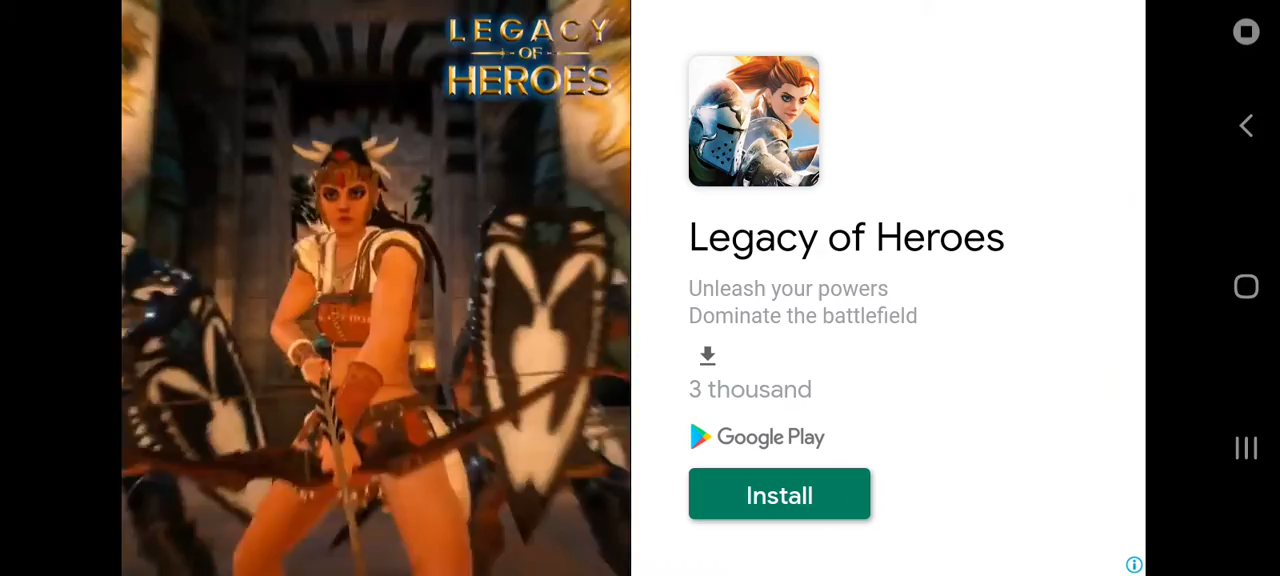 LEGACY
OF
HEROES
Legacy of Heroes
Unleash your powers
Dominate the battlefield
3 thousand
Google Play
Install